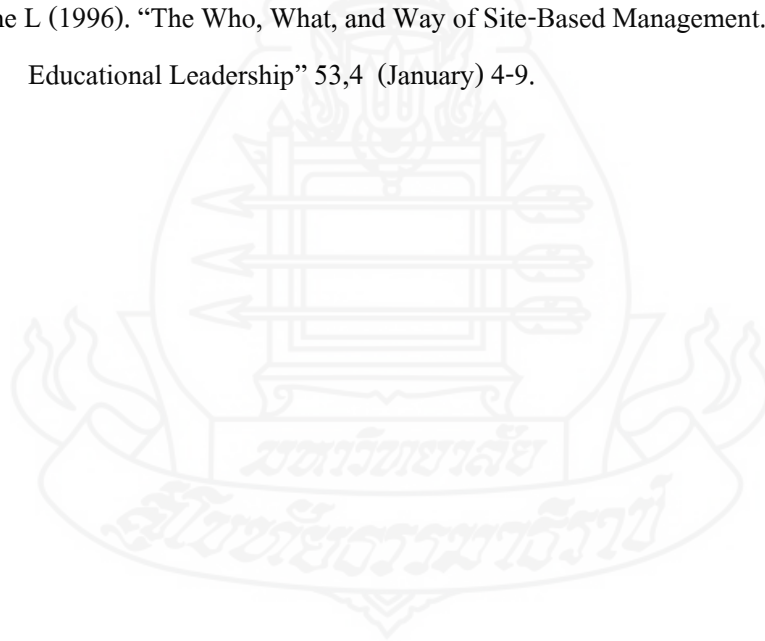 ne L (1996). “The Who, What, and Way of Site-Based Management.
Educational Leadership” 53,4 (January) 4-9.
มหาวิทยาลัย
สุโขทัยธรรมาธิราช